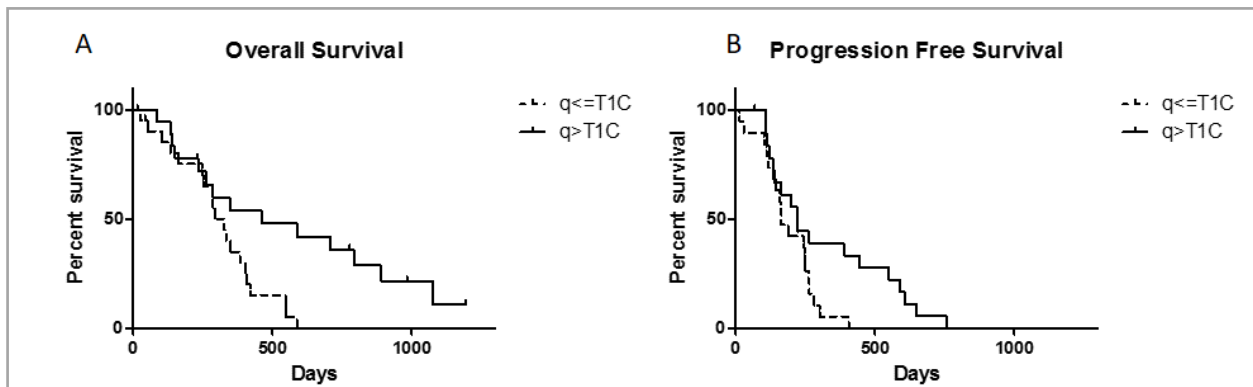 A
Overall Survival
Percent survival
100
50
0
0
500
1000
Days
q<=T1C
q>T1C
B
Progression Free Survival
Percent survival
100
50
0
0
500
1000
Days
q<=T1C
q>T1C